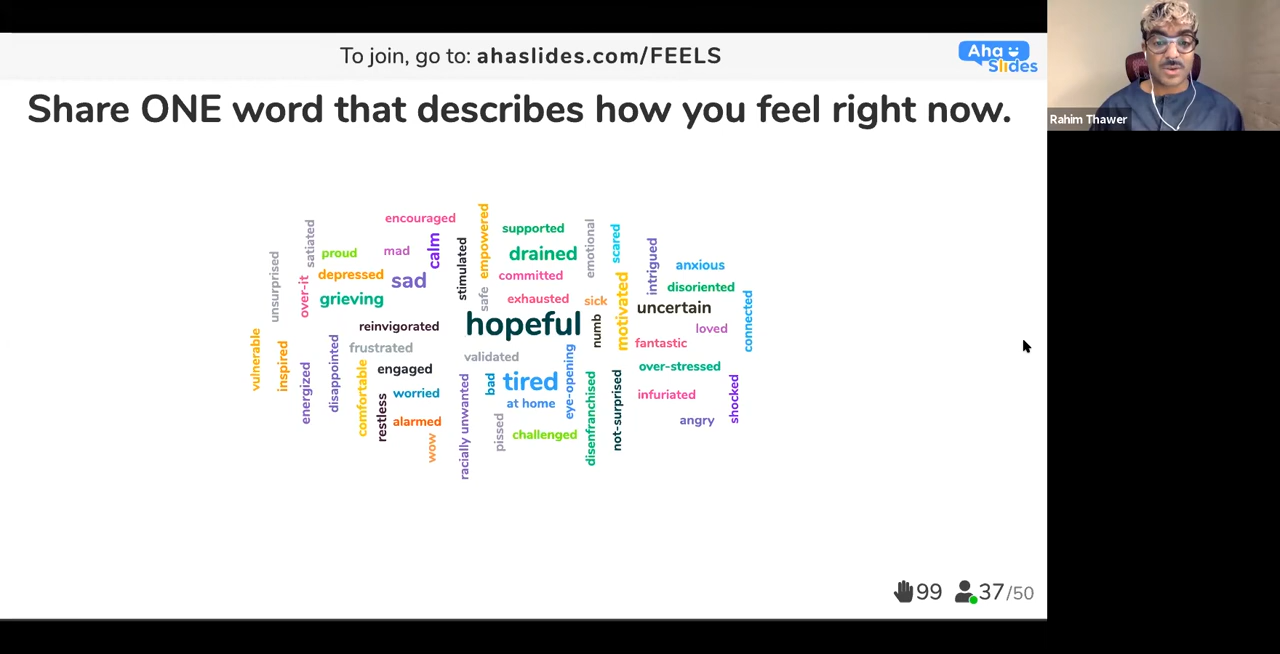 To join, go to: ahaslides.com/FEELS
Aha
Slides
Rahim Thawer
Share ONE word that describes how you feel right now.
encouraged
empowered
supported
satiated
emotional
scared
proud
mad
calm
stimulated
drained
intrigued
unsurprised
anxious
depressed
sad
committed
over-it
grieving
safe
exhausted
sick
motivated
disoriented
uncertain
connected
reinvigorated
hopeful
numb
loved
vulnerable
inspired
disappointed
frustrated
validated
eye-opening
fantastic
energized
comfortable
engaged
over-stressed
worried
racially unwanted
bad
tired
disenfranchised
not-surprised
shocked
restless
at home
infuriated
alarmed
wow
pissed
challenged
angry
99
37/50